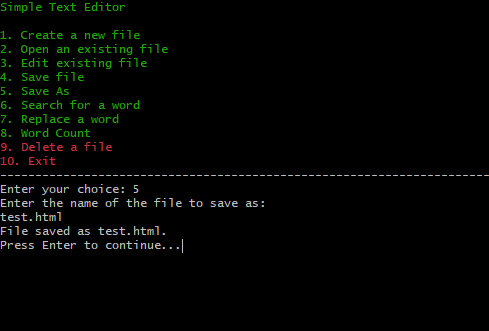 Simple Text Editor
1. Create a new file
2. Open an existing file
3. Edit existing file
4. Save file
5. Save As
6. Search for a word
7. Replace a word
8. Word Count
9. Delete a file
10. Exit
----------------------------------------------------------------------
Enter your choice: 5
Enter the name of the file to save as:
test.html
File saved as test.html.
Press Enter to continue...